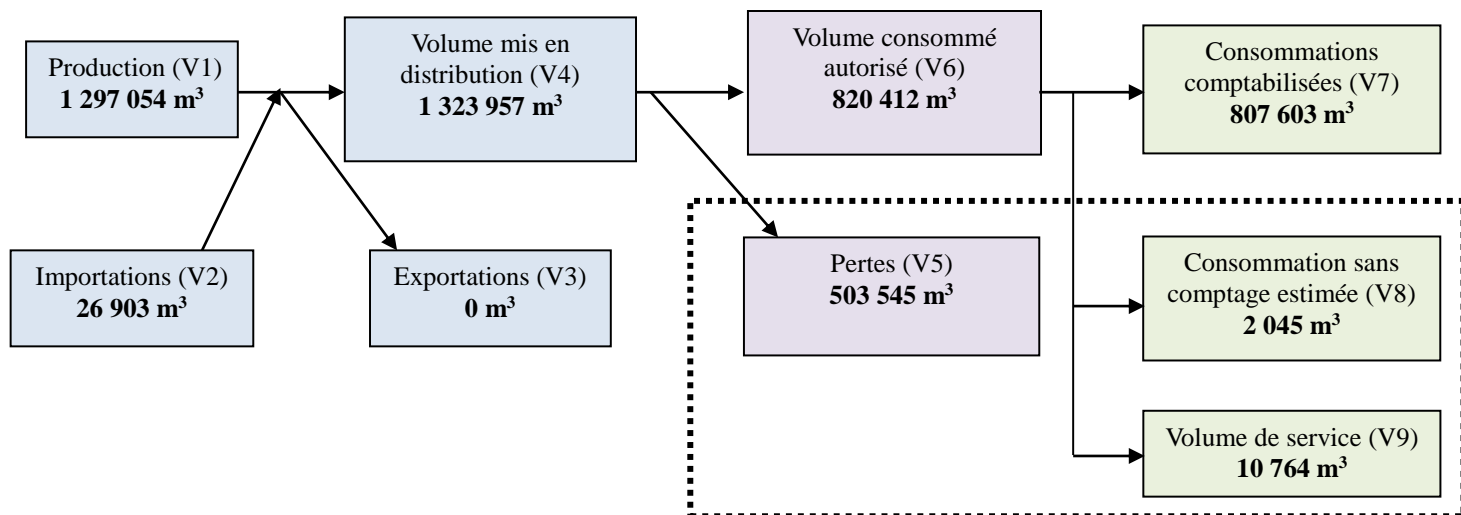 Production (V1)
1 297 054 m³
Volume mis en
distribution (V4)
1 323 957 m³
Volume consommé
autorisé (V6)
820 412 m³
Consommations
comptabilisées (V7)
807 603 m³
Importations (V2)
26 903 m³
Exportations (V3)
0 m³
Pertes (V5)
503 545 m³
Consommation sans
comptage estimée (V8)
2 045 m³
Volume de service (V9)
10 764 m³